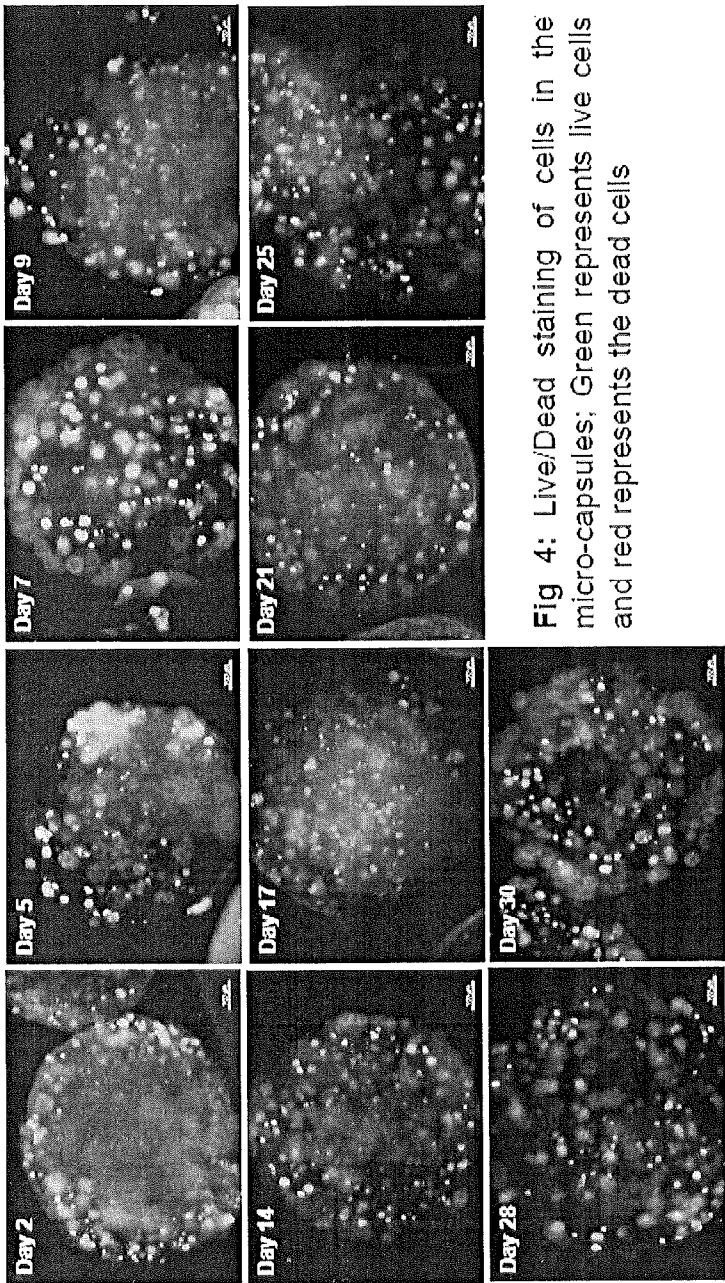 Day 2
Day 5
Day 7
Day 9
Day 14
Day 17
Day 21
Day 25
Day 28
Day 30
Fig 4: Live/Dead staining of cells in the
micro-capsules; Green represents live cells
and red represents the dead cells